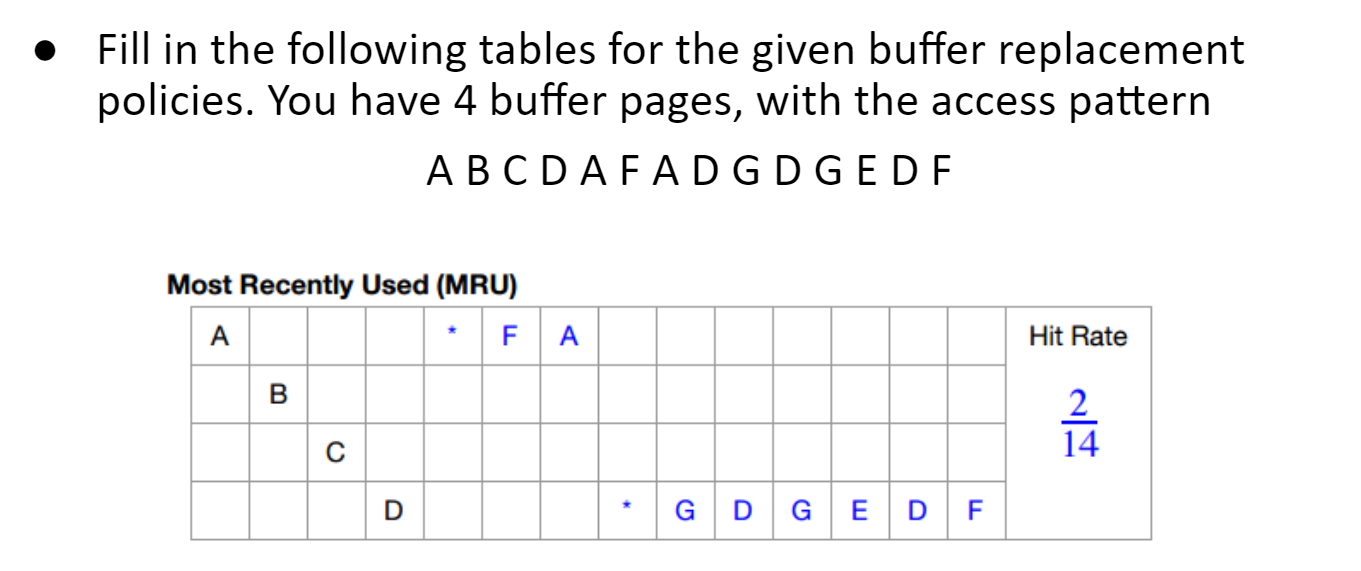 ● Fill in the following tables for the given buffer replacement
policies. You have 4 buffer pages, with the access pattern
A B C D A F A D G D G E D F
Most Recently Used (MRU)
A * F A Hit Rate
B
2
14
C
D * G D G E D F